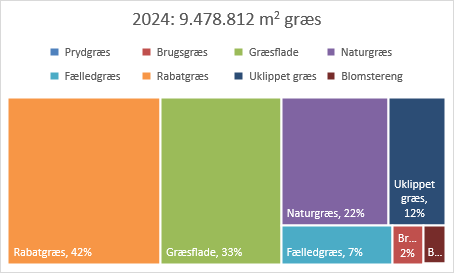 2024: 9.478.812 m² græs
Prydgræs Brugsgræs Græsflade Naturgræs
Fælledgræs Rabatgræs Uklippet græs Blomstereng
Rabatgræs, 42%
Græsflade, 33%
Naturgræs, 22%
Uklippet
græs,
12%
Fælledgræs, 7%
Br...
2%
B...